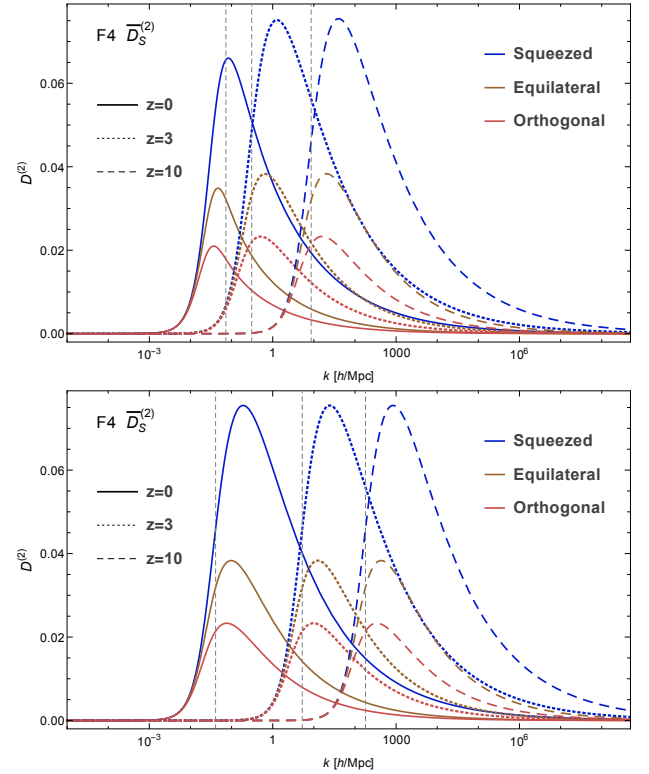 F4 D̅_S^(2)
Squeezed
Equilateral
Orthogonal
z=0
z=3
z=10
D^(2)
0.06
0.04
0.02
0.00
10^-3
1
1000
10^6
k [h/Mpc]
F4 D̅_S^(2)
Squeezed
Equilateral
Orthogonal
z=0
z=3
z=10
D^(2)
0.06
0.04
0.02
0.00
10^-3
1
1000
10^6
k [h/Mpc]